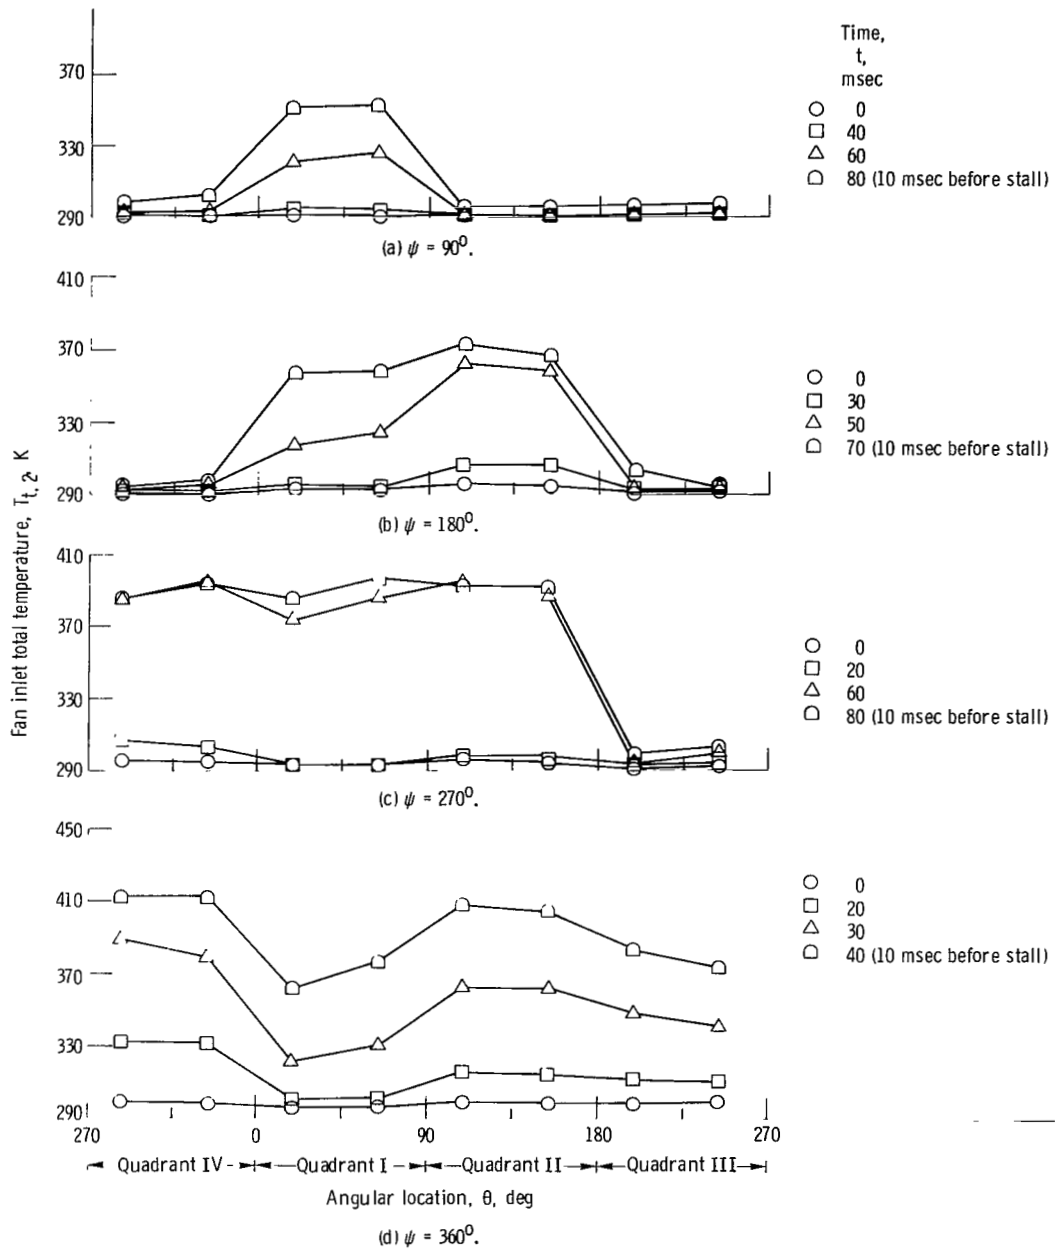 Time,
t,
msec
370
330
290
0
40
60
80 (10 msec before stall)
(a) ψ = 90⁰.
410
370
330
290
0
30
50
70 (10 msec before stall)
(b) ψ = 180⁰.
Fan inlet total temperature, T_t, 2, K
410
370
330
290
0
20
60
80 (10 msec before stall)
(c) ψ = 270⁰.
450
410
370
330
290
0
20
30
40 (10 msec before stall)
270 0 90 180 270
Quadrant IV Quadrant I Quadrant II Quadrant III
Angular location, θ, deg
(d) ψ = 360⁰.